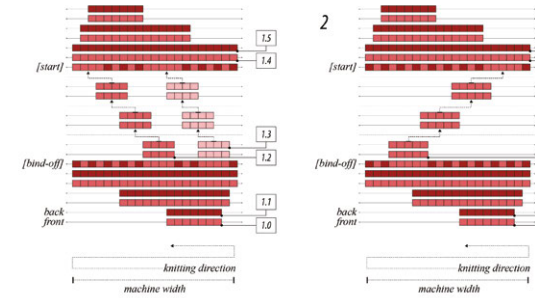 2
1.5
1.4
[start]
[start]
1.3
1.2
[bind-off]
[bind-off]
1.1
back
front
1.0
back
front
knitting direction
machine width
knitting direction
machine width